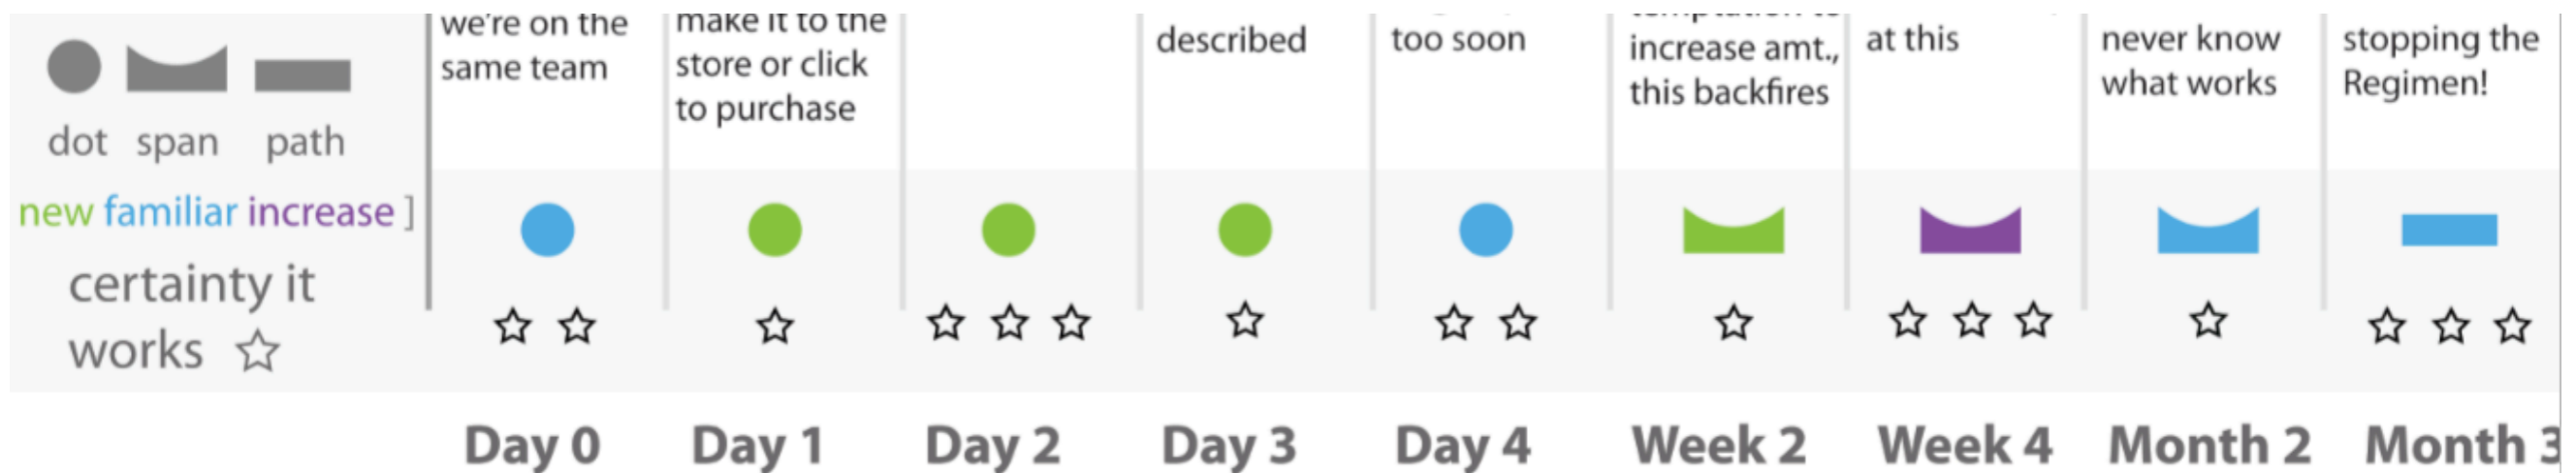 dot span path
new familiar increase ]
certainty it
works
we're on the
same team
make it to the
store or click
to purchase
described
too soon
temptation to
increase amt.,
this backfires
at this
never know
what works
stopping the
Regimen!
Day 0 Day 1 Day 2 Day 3 Day 4 Week 2 Week 4 Month 2 Month 3